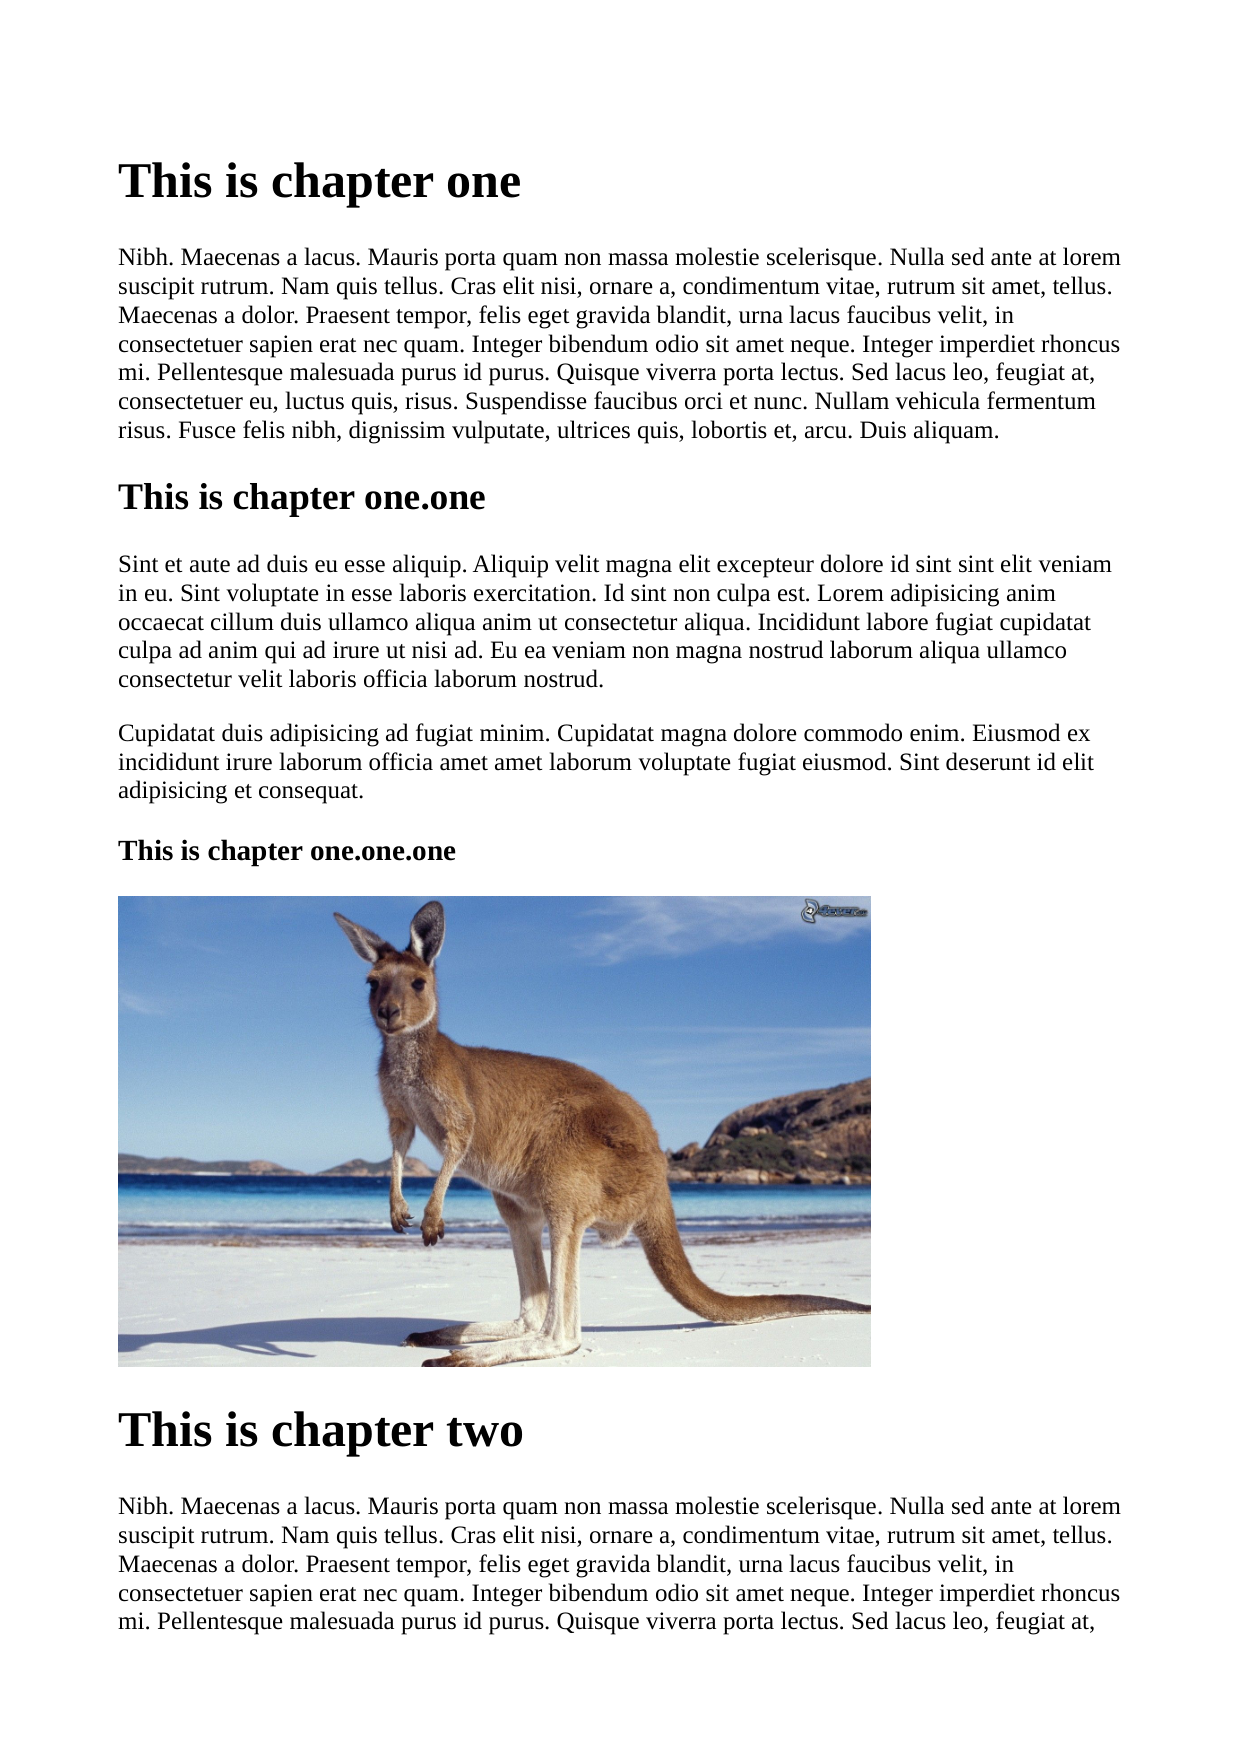 This is chapter one
Nibh. Maecenas a lacus. Mauris porta quam non massa molestie scelerisque. Nulla sed ante at lorem
suscipit rutrum. Nam quis tellus. Cras elit nisi, ornare a, condimentum vitae, rutrum sit amet, tellus.
Maecenas a dolor. Praesent tempor, felis eget gravida blandit, urna lacus faucibus velit, in
consectetuer sapien erat nec quam. Integer bibendum odio sit amet neque. Integer imperdiet rhoncus
mi. Pellentesque malesuada purus id purus. Quisque viverra porta lectus. Sed lacus leo, feugiat at,
consectetuer eu, luctus quis, risus. Suspendisse faucibus orci et nunc. Nullam vehicula fermentum
risus. Fusce felis nibh, dignissim vulputate, ultrices quis, lobortis et, arcu. Duis aliquam.
This is chapter one.one
Sint et aute ad duis eu esse aliquip. Aliquip velit magna elit excepteur dolore id sint sint elit veniam
in eu. Sint voluptate in esse laboris exercitation. Id sint non culpa est. Lorem adipisicing anim
occaecat cillum duis ullamco aliqua anim ut consectetur aliqua. Incididunt labore fugiat cupidatat
culpa ad anim qui ad irure ut nisi ad. Eu ea veniam non magna nostrud laborum aliqua ullamco
consectetur velit laboris officia laborum nostrud.
Cupidatat duis adipisicing ad fugiat minim. Cupidatat magna dolore commodo enim. Eiusmod ex
incididunt irure laborum officia amet amet laborum voluptate fugiat eiusmod. Sint deserunt id elit
adipisicing et consequat.
This is chapter one.one.one
This is chapter two
Nibh. Maecenas a lacus. Mauris porta quam non massa molestie scelerisque. Nulla sed ante at lorem
suscipit rutrum. Nam quis tellus. Cras elit nisi, ornare a, condimentum vitae, rutrum sit amet, tellus.
Maecenas a dolor. Praesent tempor, felis eget gravida blandit, urna lacus faucibus velit, in
consectetuer sapien erat nec quam. Integer bibendum odio sit amet neque. Integer imperdiet rhoncus
mi. Pellentesque malesuada purus id purus. Quisque viverra porta lectus. Sed lacus leo, feugiat at,